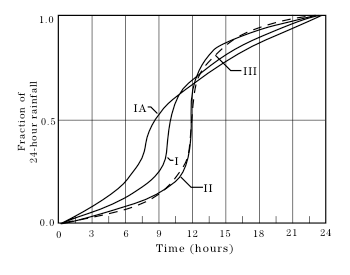 1.0
Fraction of
24-hour rainfall
0.5
0.0
IA
I
II
III
0 3 6 9 12 15 18 21 24
Time (hours)